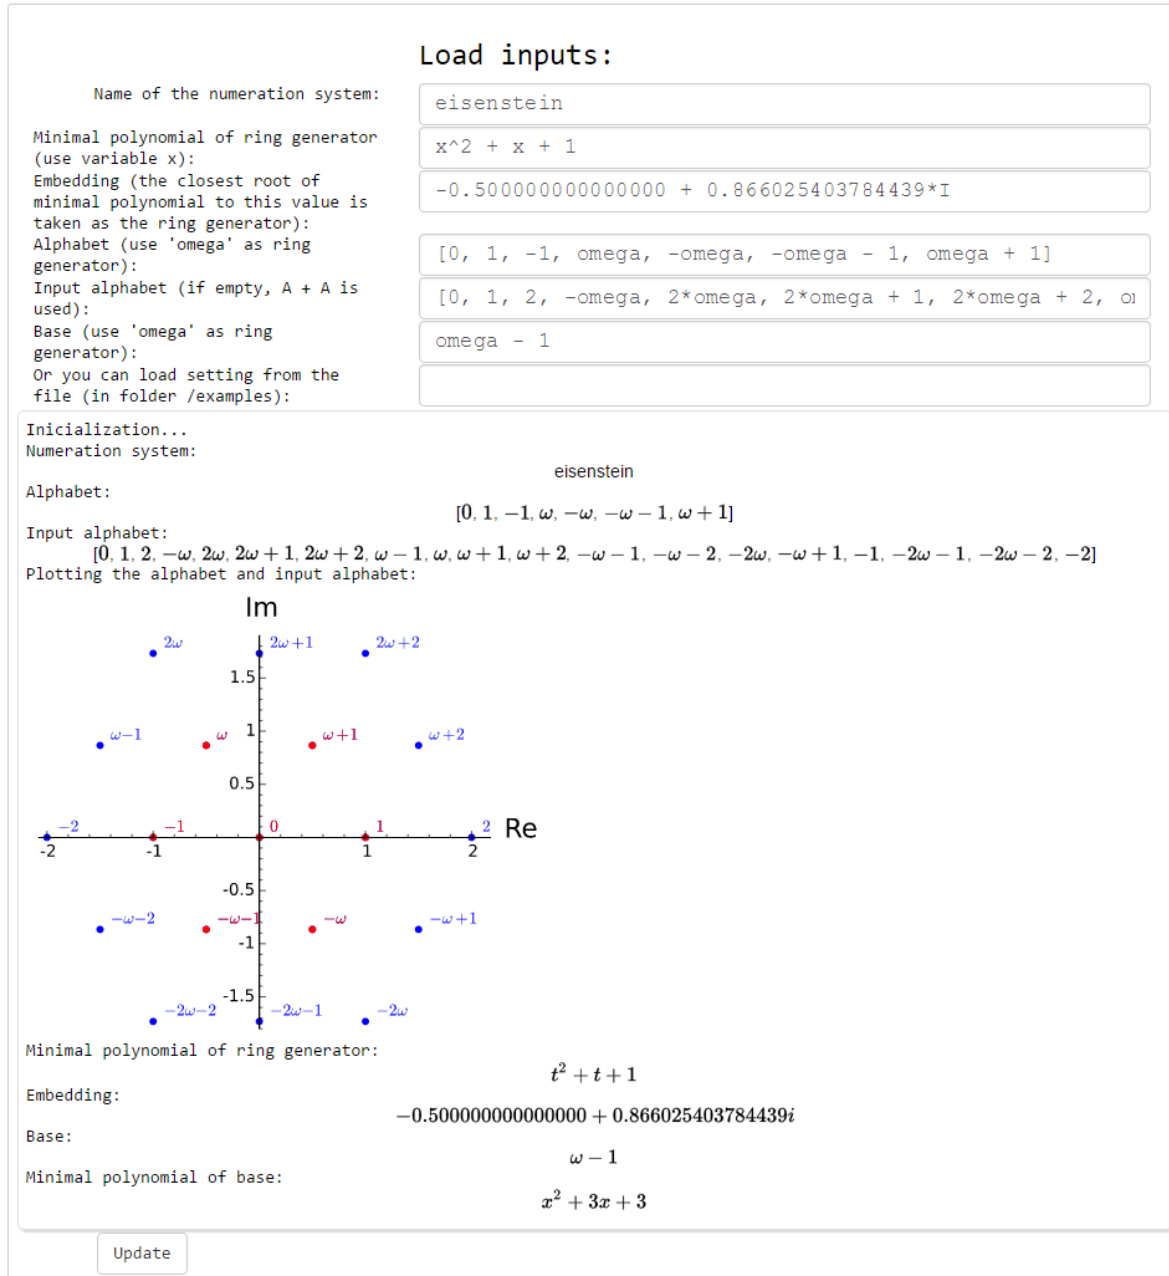 Load inputs:
Name of the numeration system:
eisenstein
Minimal polynomial of ring generator
(use variable x):
x^2 + x + 1
Embedding (the closest root of
minimal polynomial to this value is
taken as the ring generator):
-0.500000000000000 + 0.866025403784439*I
Alphabet (use 'omega' as ring
generator):
[0, 1, -1, omega, -omega, -omega - 1, omega + 1]
Input alphabet (if empty, A + A is
used):
[0, 1, 2, -omega, 2*omega, 2*omega + 1, 2*omega + 2,
Base (use 'omega' as ring
generator):
omega - 1
Or you can load setting from the
file (in folder /examples):
Inicialization...
Numeration system:
eisenstein
Alphabet:
[0, 1, −1, ω, −ω, −ω − 1, ω + 1]
Input alphabet:
[0, 1, 2, −ω, 2ω, 2ω + 1, 2ω + 2, ω − 1, ω, ω + 1, ω + 2, −ω − 1, −ω − 2, −2ω, −ω + 1, −1, −2ω − 1, −2ω − 2, −2]
Plotting the alphabet and input alphabet:
Im
2ω 2ω+1 2ω+2
1.5
ω−1 ω 1 ω+1 ω+2
0.5
−2 −1 0 1 2 Re
-2 -1 1 2
-0.5
−ω−2 −ω−1 −ω −ω+1
-1
-1.5
−2ω−2 −2ω−1 −2ω
Minimal polynomial of ring generator:
t² + t + 1
Embedding:
−0.500000000000000 + 0.866025403784439i
Base:
ω − 1
Minimal polynomial of base:
x² + 3x + 3
Update